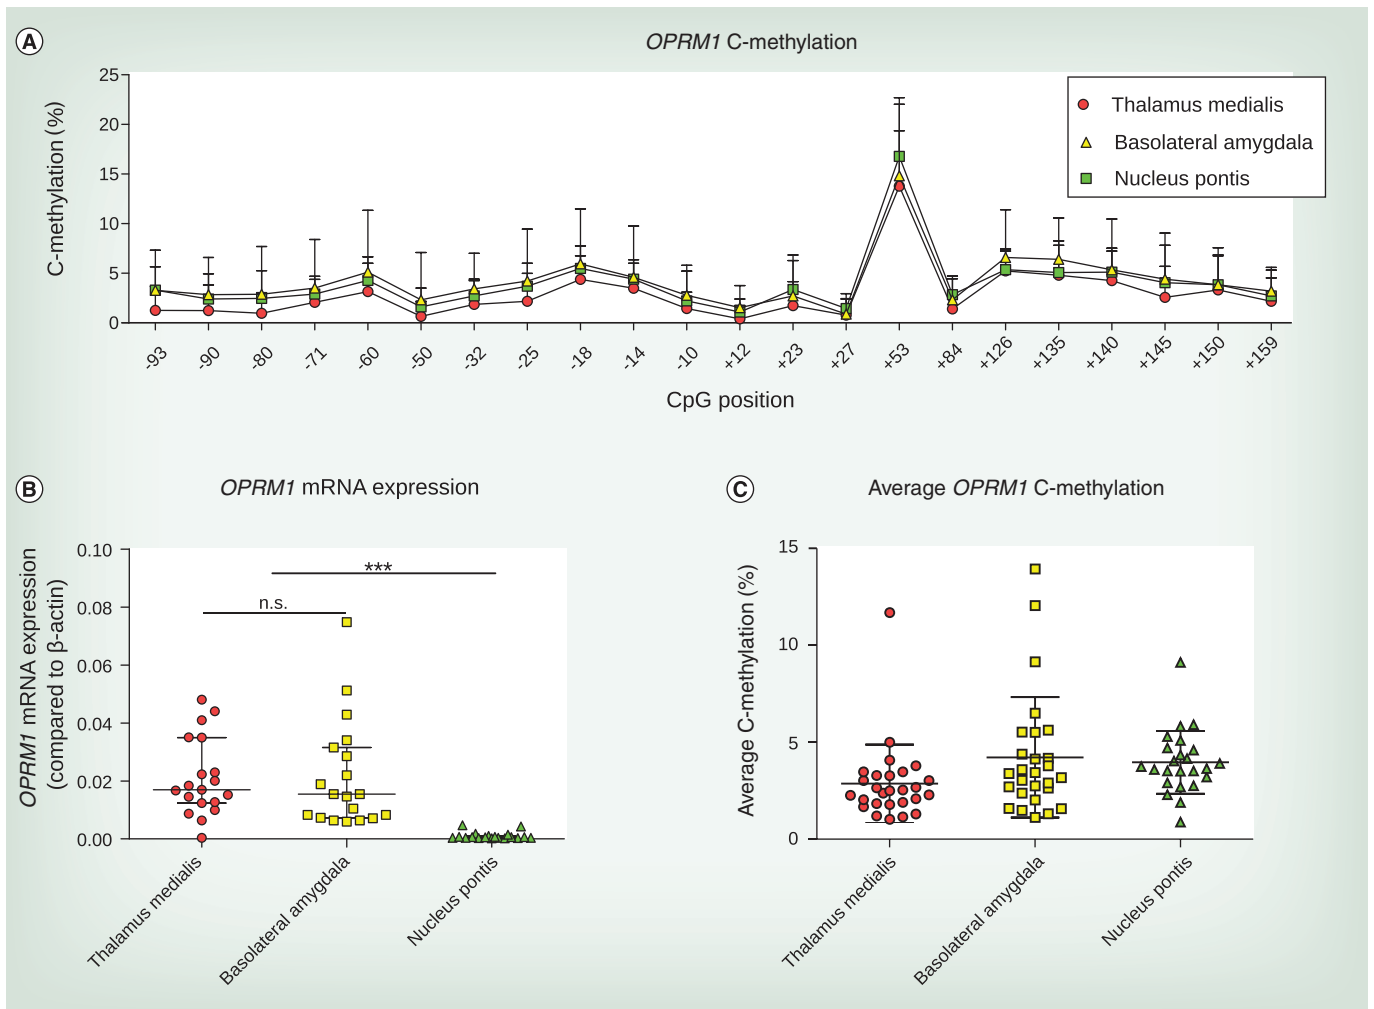 A
OPRM1 C-methylation
C-methylation (%)
25
20
15
10
5
0
Thalamus medialis
Basolateral amygdala
Nucleus pontis
-93
-90
-80
-71
-60
-50
-32
-25
-18
-14
-10
+12
+23
+27
+53
+84
+126
+135
+140
+145
+150
+159
CpG position
B
OPRM1 mRNA expression
OPRM1 mRNA expression
(compared to β-actin)
0.10
0.08
0.06
0.04
0.02
0.00
***
n.s.
Thalamus medialis
Basolateral amygdala
Nucleus pontis
C
Average OPRM1 C-methylation
Average C-methylation (%)
15
10
5
0
Thalamus medialis
Basolateral amygdala
Nucleus pontis